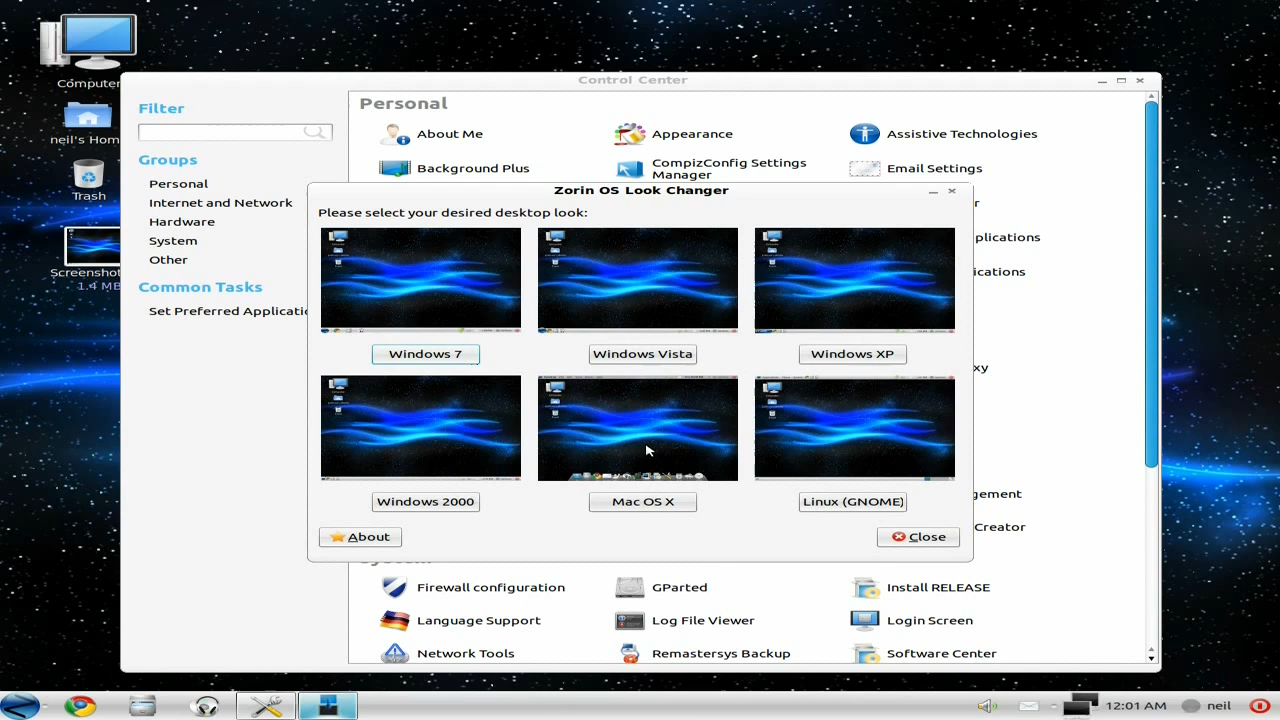 Computer
neil's Hom
Trash
Screenshot
1.4 MB
Control Center
Filter
Groups
Personal
Internet and Network
Hardware
System
Other
Common Tasks
Set Preferred Applicatio
Personal
About Me
Appearance
Assistive Technologies
Background Plus
CompizConfig Settings
Manager
Email Settings
r
plications
ications
xy
gement
Creator
Zorin OS Look Changer
Please select your desired desktop look:
Windows 7
Windows Vista
Windows XP
Windows 2000
Mac OS X
Linux (GNOME)
About
Close
System
Firewall configuration
GParted
Install RELEASE
Language Support
Log File Viewer
Login Screen
Network Tools
Remastersys Backup
Software Center
12:01 AM
neil